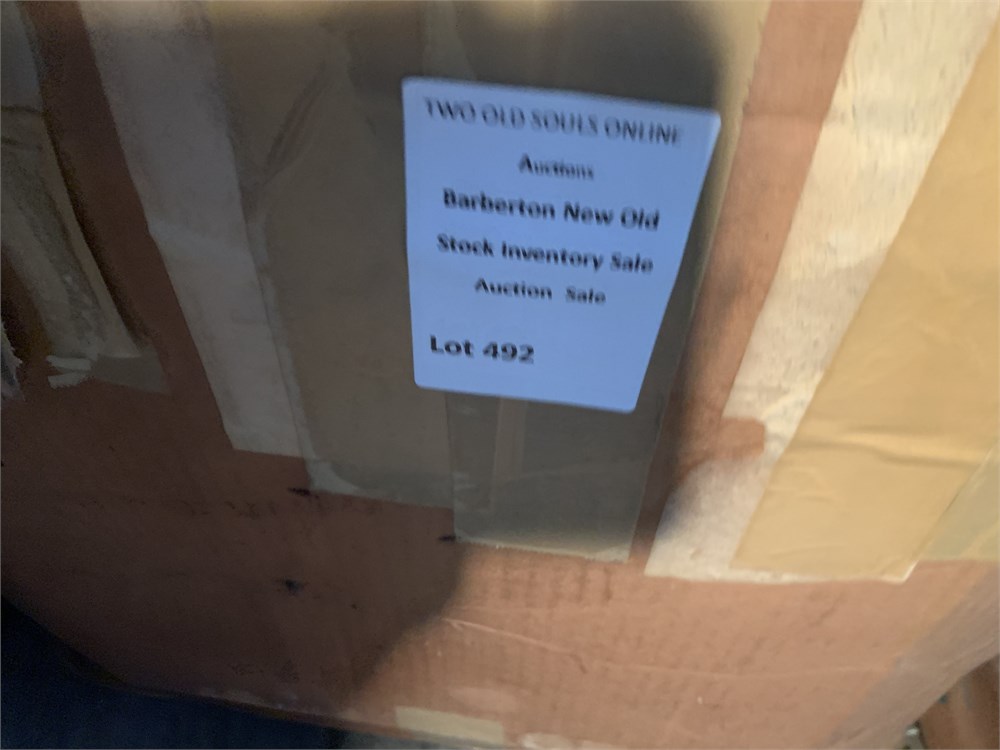 TWO OLD SOULS ONLINE
Auctions
Barberton New Old
Stock Inventory Sale
Auction Sale
Lot 492